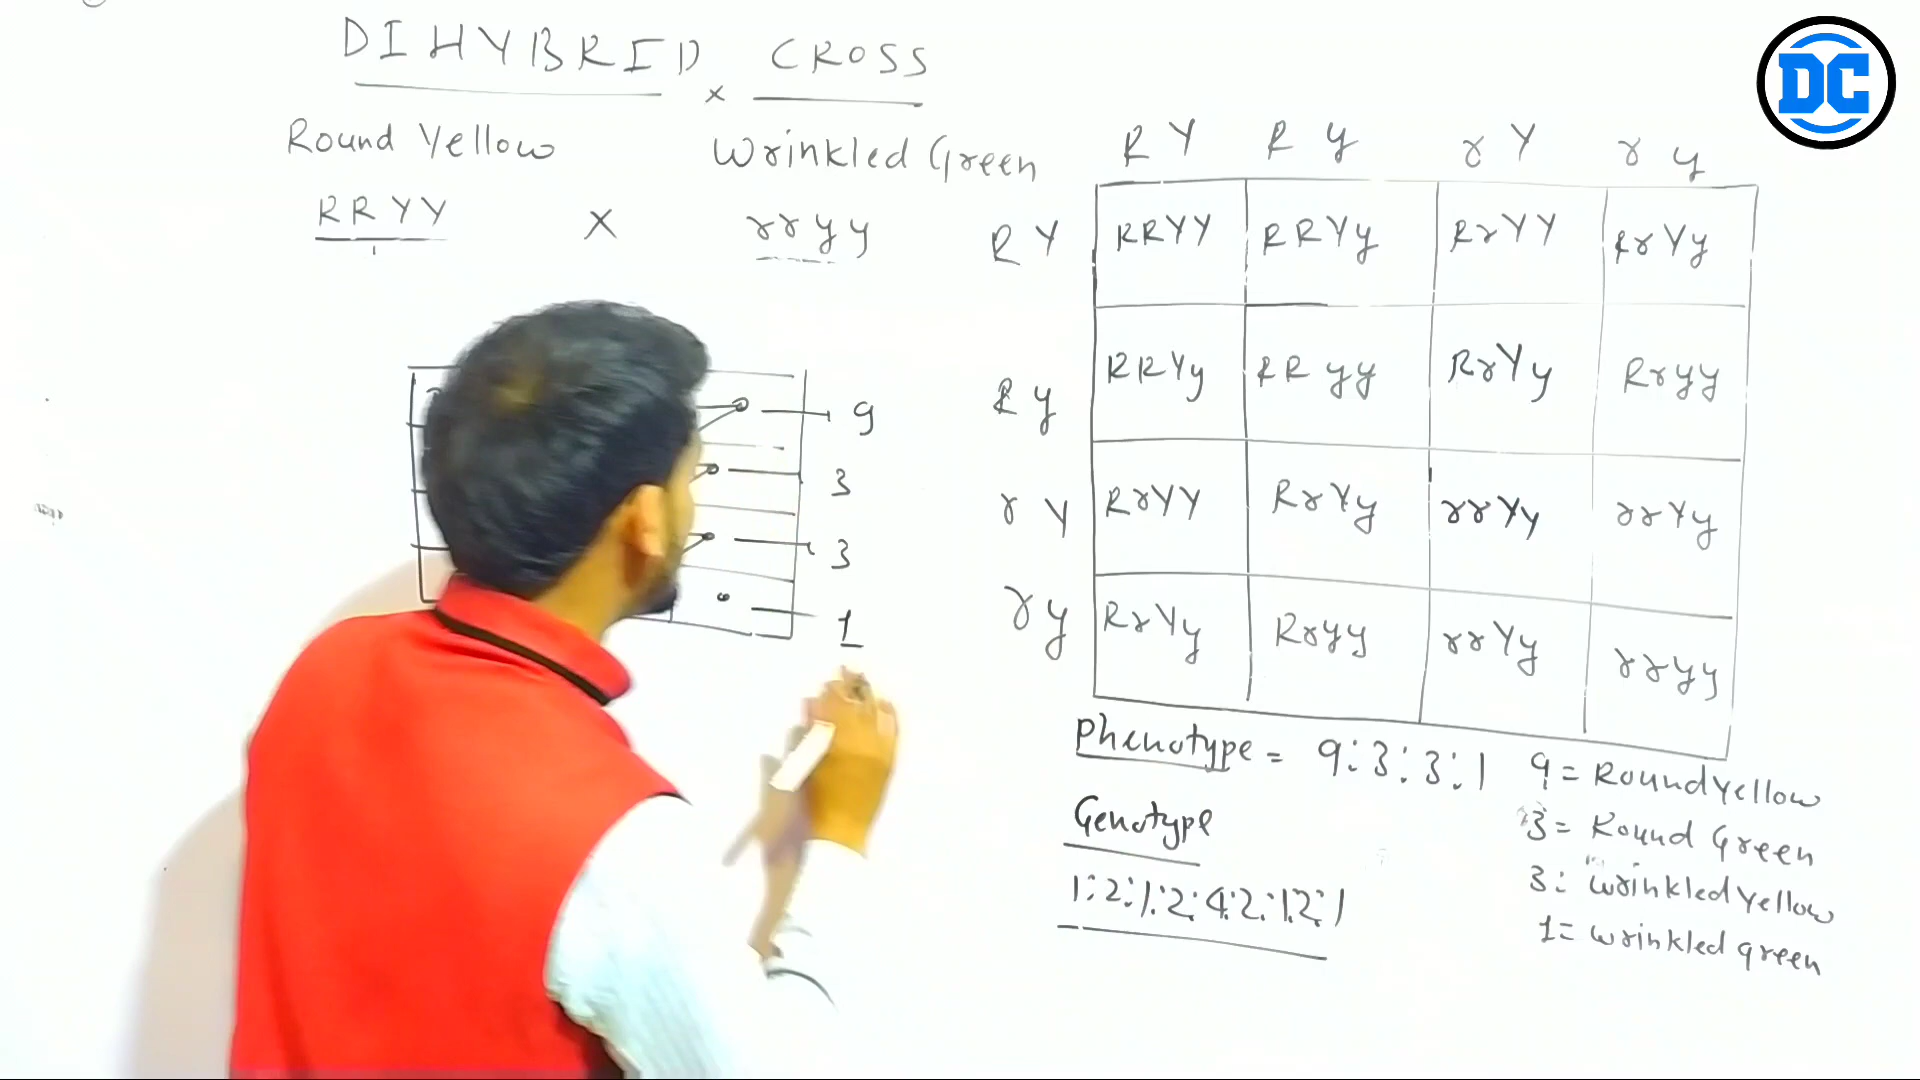 DIHYBRID CROSS
×
Round Yellow Wrinkled Green
RRYY X rryy
9
3
3
1
DC
RY Ry rY ry
RY RRYY RRYy RrYY RrYy
Ry RRYy RRyy RrYy Rryy
rY RrYY RrYy rrYy rrYy
ry RrYy Rryy rrYy rryy
Phenotype = 9:3:3:1
9 = Round Yellow
3 = Round Green
3: Wrinkled Yellow
1 = Wrinkled green
Genotype
1:2:1:2:4:2:1:2:1